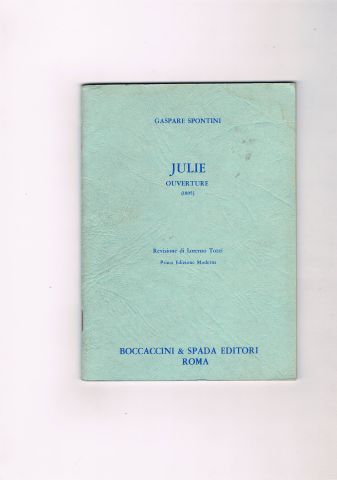 GASPARE SPONTINI
JULIE
OUVERTURE
(1805)
Revisione di Lorenzo Tozzi
Prima Edizione Moderna
BOCCACCINI & SPADA EDITORI
ROMA